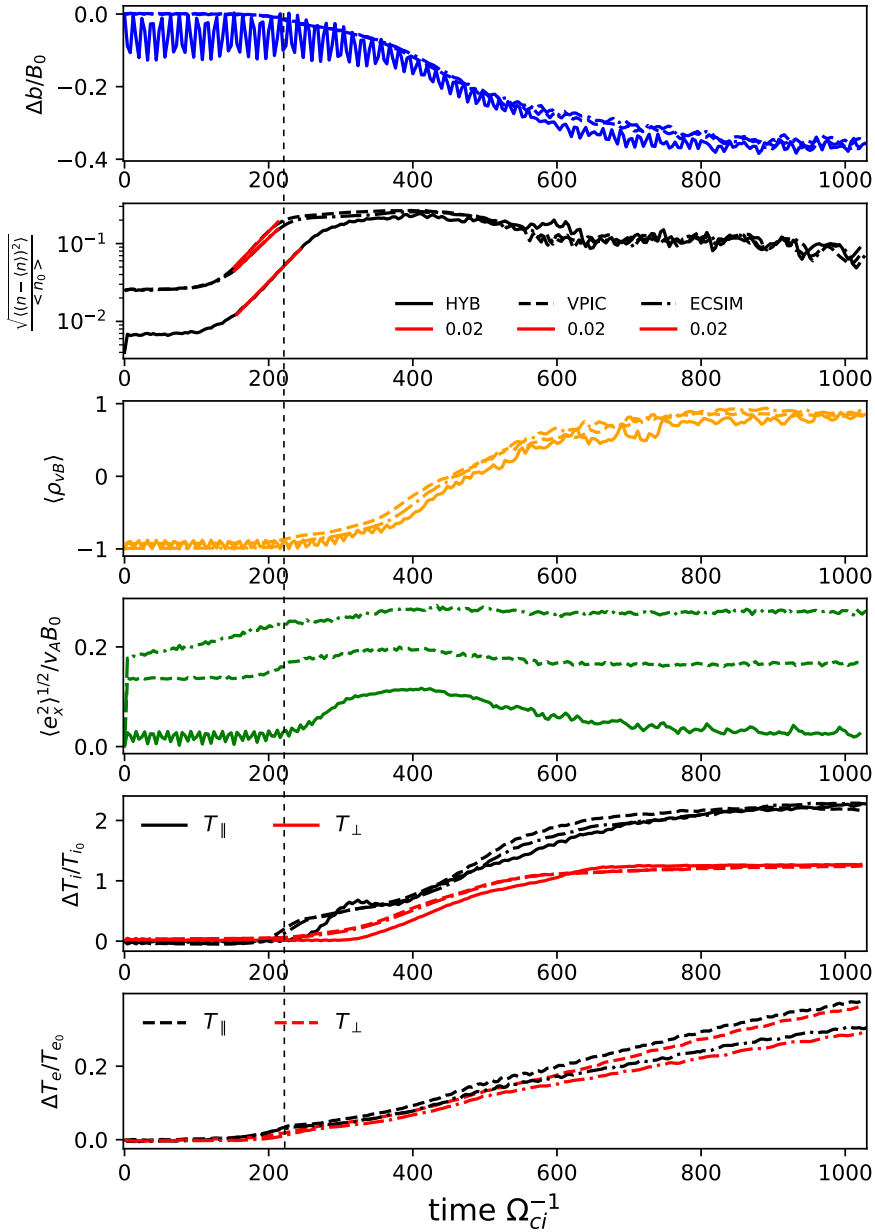 Δb/B₀
0.0
−0.2
−0.4
0 200 400 600 800 1000
√⟨(n − ⟨n⟩)²⟩ / < n₀ >
10⁻¹
10⁻²
HYB VPIC ECSIM
0.02 0.02 0.02
0 200 400 600 800 1000
⟨ρ_vB⟩
1
0
−1
0 200 400 600 800 1000
⟨e_x²⟩^1/2/v_AB₀
0.2
0.0
0 200 400 600 800 1000
ΔT_i/T_i₀
T_∥ T_⊥
2
1
0
0 200 400 600 800 1000
ΔT_e/T_e₀
T_∥ T_⊥
0.2
0.0
0 200 400 600 800 1000
time Ω_ci⁻¹